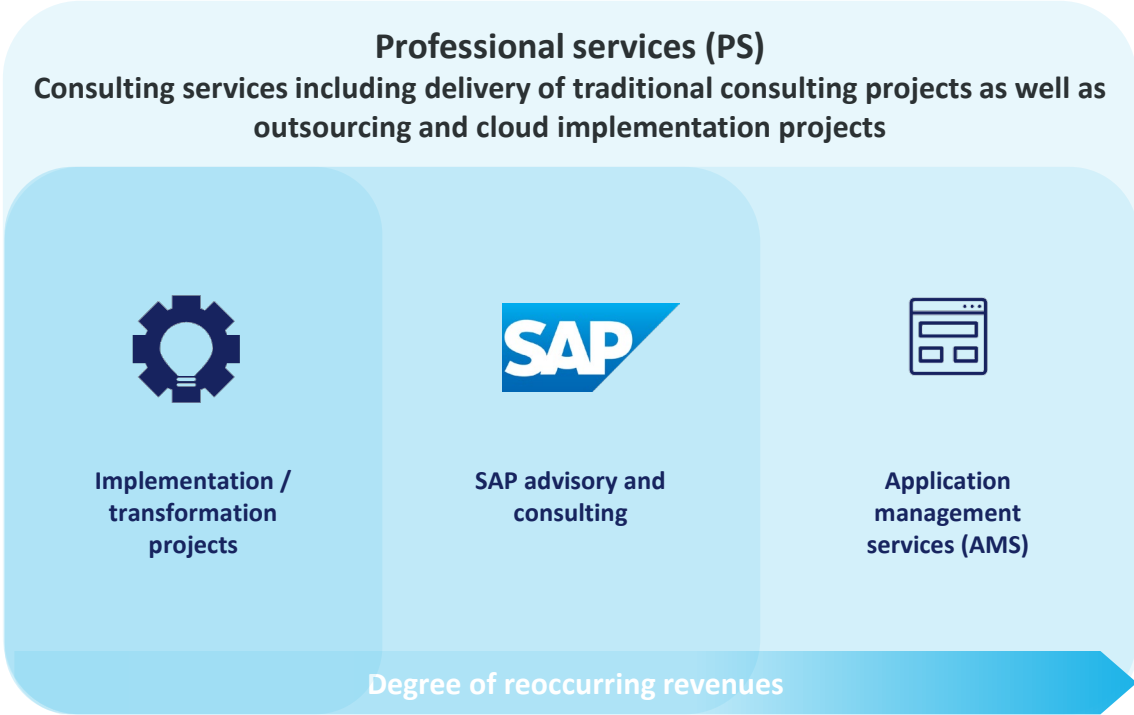 Professional services (PS)
Consulting services including delivery of traditional consulting projects as well as
outsourcing and cloud implementation projects
Implementation /
transformation
projects
SAP
SAP advisory and
consulting
Application
management
services (AMS)
Degree of reoccurring revenues